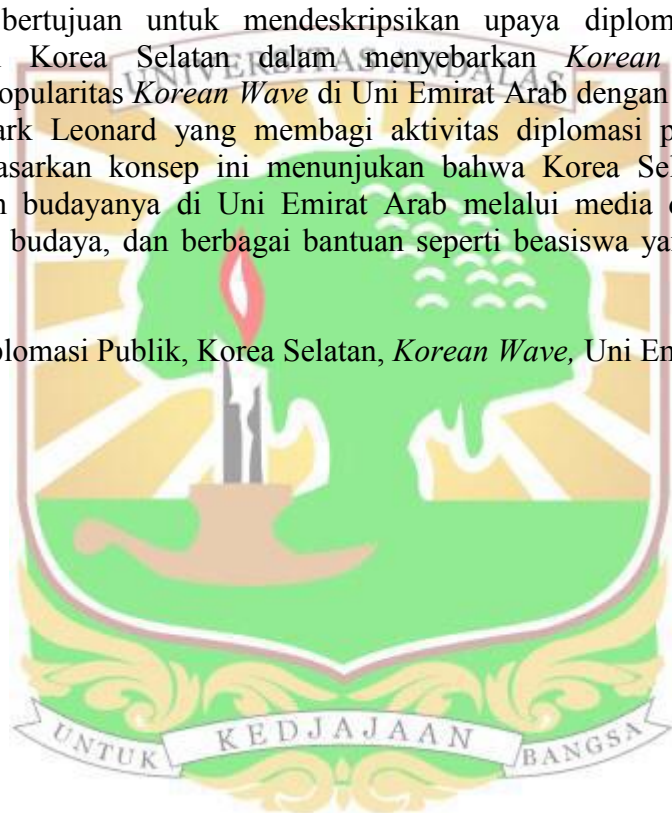 bertujuan untuk mendeskripsikan upaya diplom
Korea Selatan dalam menyebarkan Korean
UNIVERSITAS ANDALAS
opularitas Korean Wave di Uni Emirat Arab dengan
ark Leonard yang membagi aktivitas diplomasi p
asarkan konsep ini menunjukan bahwa Korea Sel
n budayanya di Uni Emirat Arab melalui media
budaya, dan berbagai bantuan seperti beasiswa ya
plomasi Publik, Korea Selatan, Korean Wave, Uni En
UNTUK KEDJAJAAN BANGSA